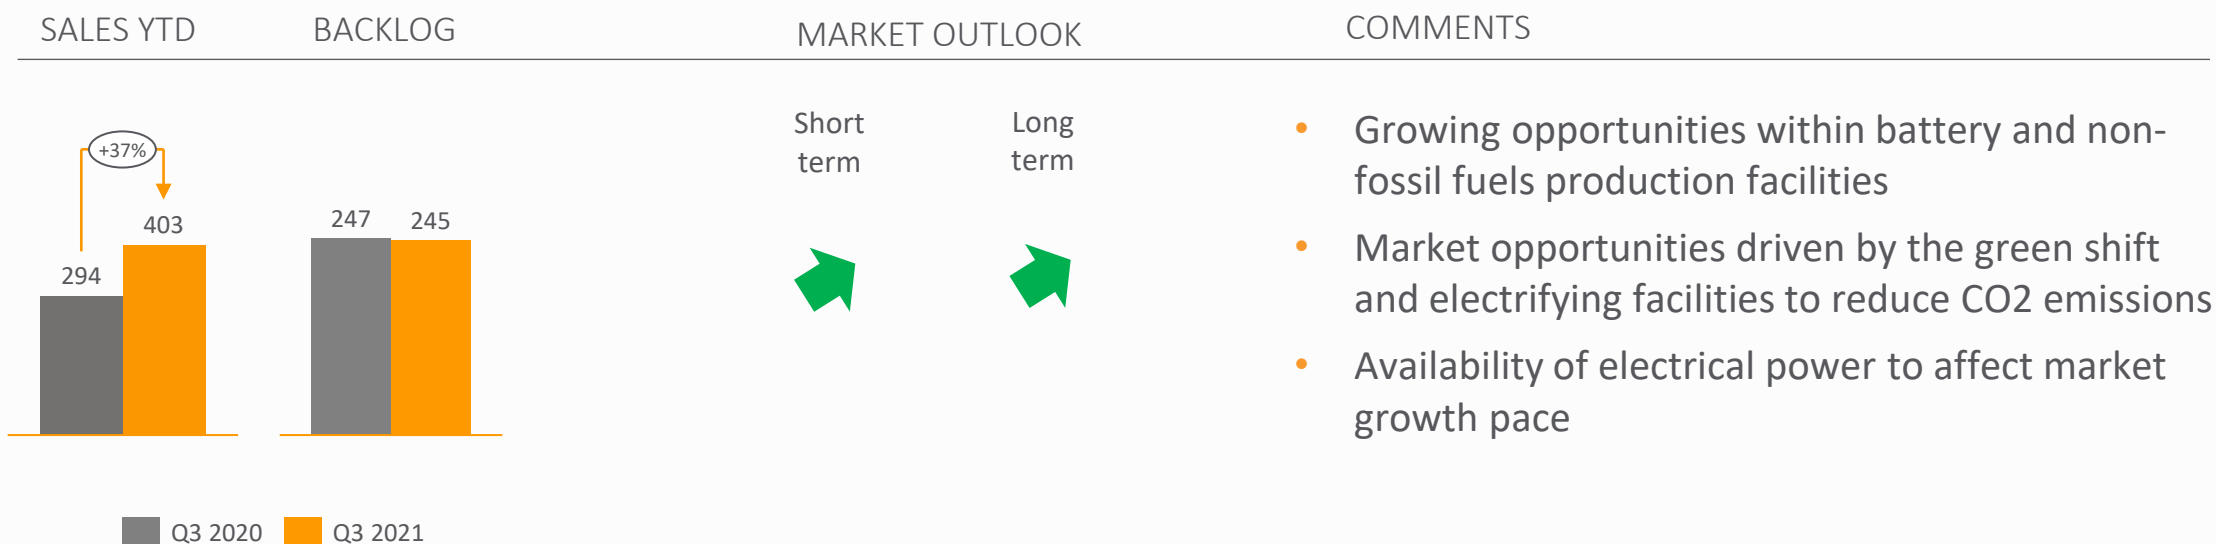 SALES YTD
BACKLOG
MARKET OUTLOOK
COMMENTS
+37%
294
403
247
245
Q3 2020
Q3 2021
Short
term
Long
term
• Growing opportunities within battery and non-
fossil fuels production facilities
• Market opportunities driven by the green shift
and electrifying facilities to reduce CO2 emissions
• Availability of electrical power to affect market
growth pace